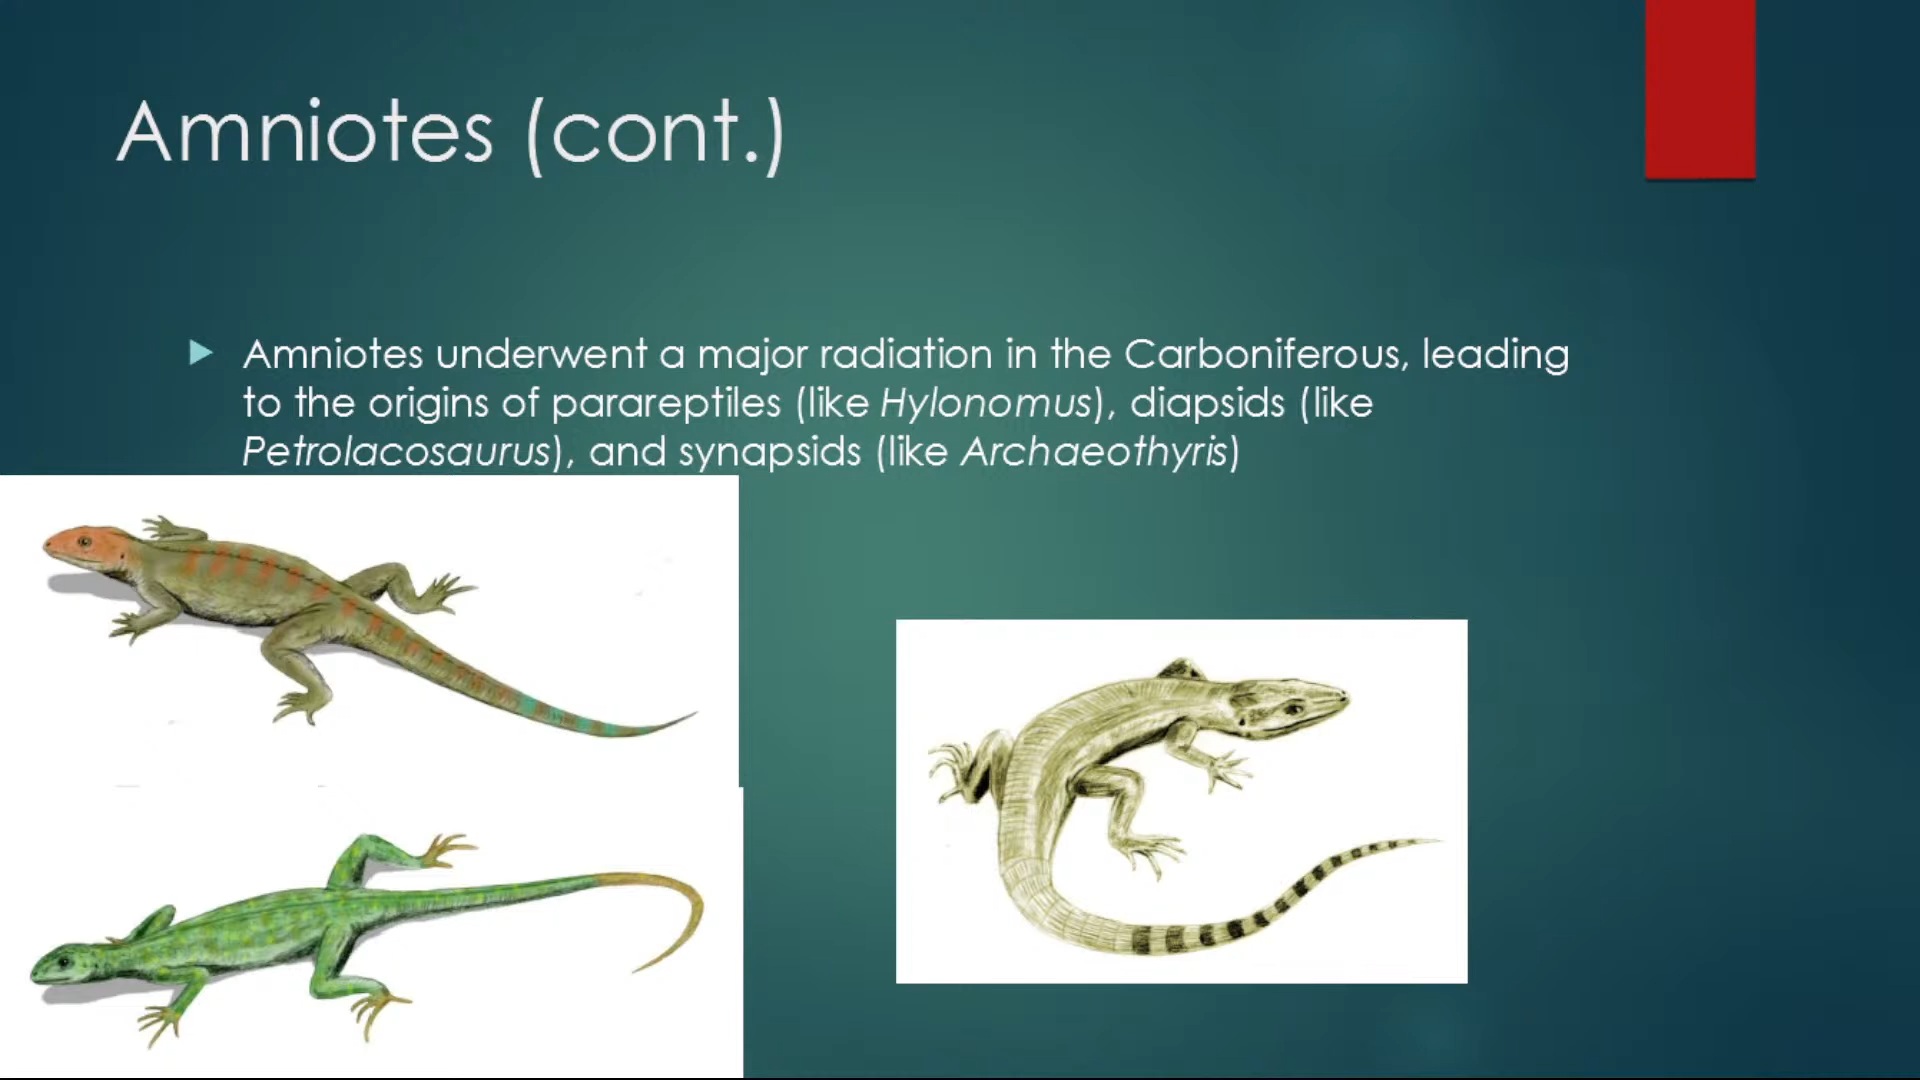 Amniotes (cont.)
Amniotes underwent a major radiation in the Carboniferous, leading
to the origins of parareptiles (like Hylonomus), diapsids (like
Petrolacosaurus), and synapsids (like Archaeothyris)